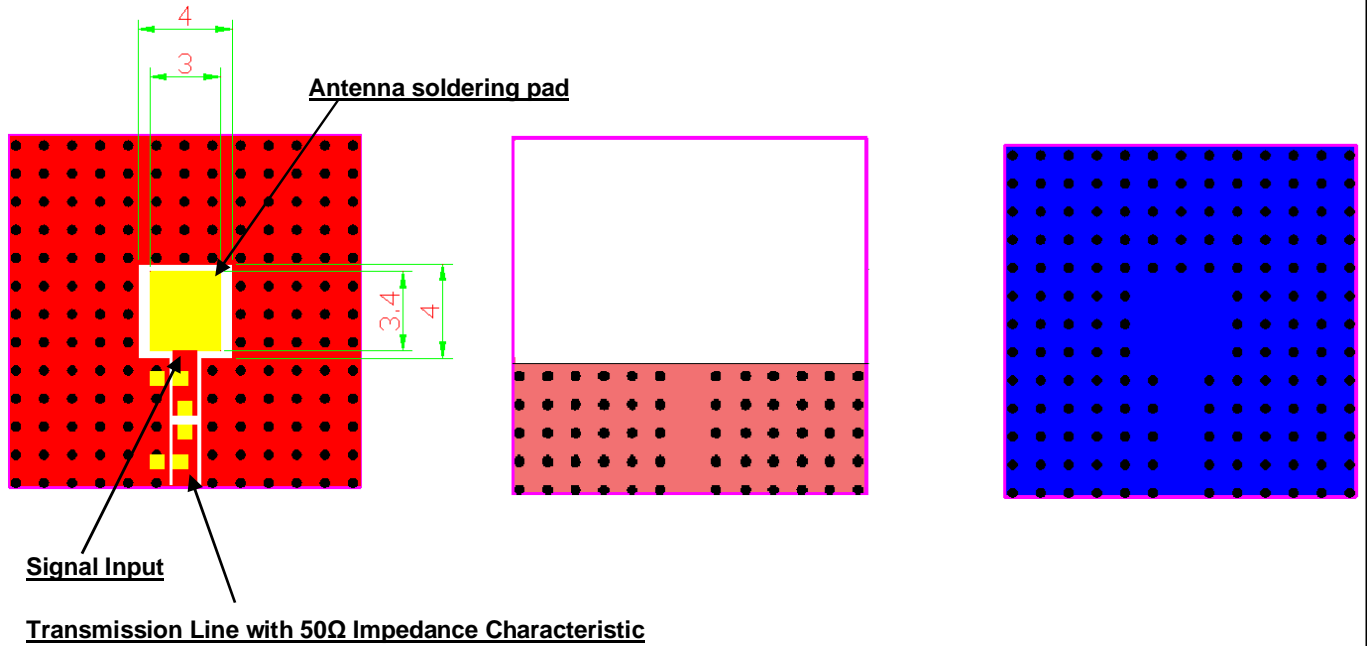 4
3
Antenna soldering pad
3.4
4
Signal Input
Transmission Line with 50Ω Impedance Characteristic